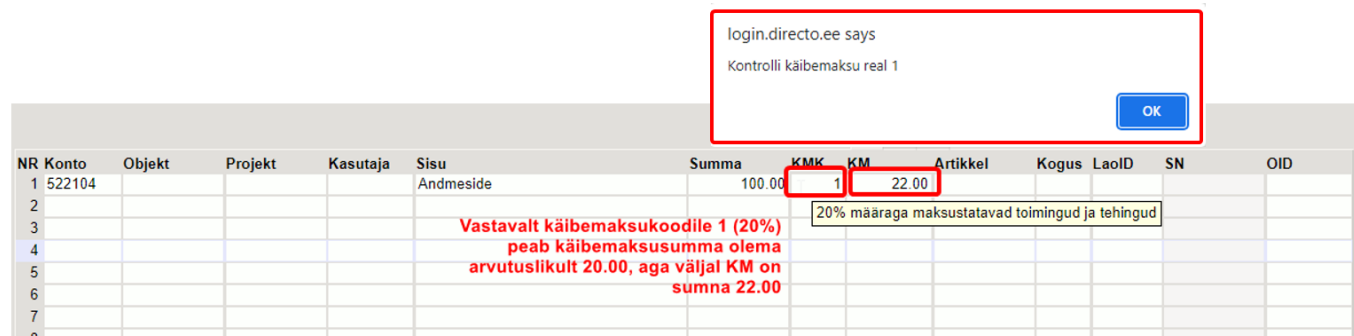 login.directo.ee says
Kontrolli käibemaksu real 1
OK
NR Konto Objekt Projekt Kasutaja Sisu Summa KMK KM Artikkel Kogus LaoID SN OID
1 522104 Andmeside 100.00 1 22.00
2
20% määraga maksustatavad toimingud ja tehingud
3
Vastavalt käibemaksukoodile 1 (20%)
4
peab käibemaksusumma olema
5
arvutuslikult 20.00, aga väljal KM on
6
sumna 22.00
7